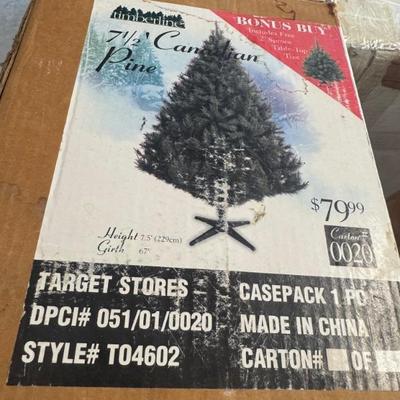 timberline
7½' Canadian
Pine
BONUS BUY!
Includes Free
2' Spruce
Table-Top
Tree
$79.99
Carton#
0020
Height 7.5' (229cm)
Girth 67"
TARGET STORES CASEPACK 1 PC
DPCI# 051/01/0020 MADE IN CHINA
STYLE# TO4602 CARTON# OF